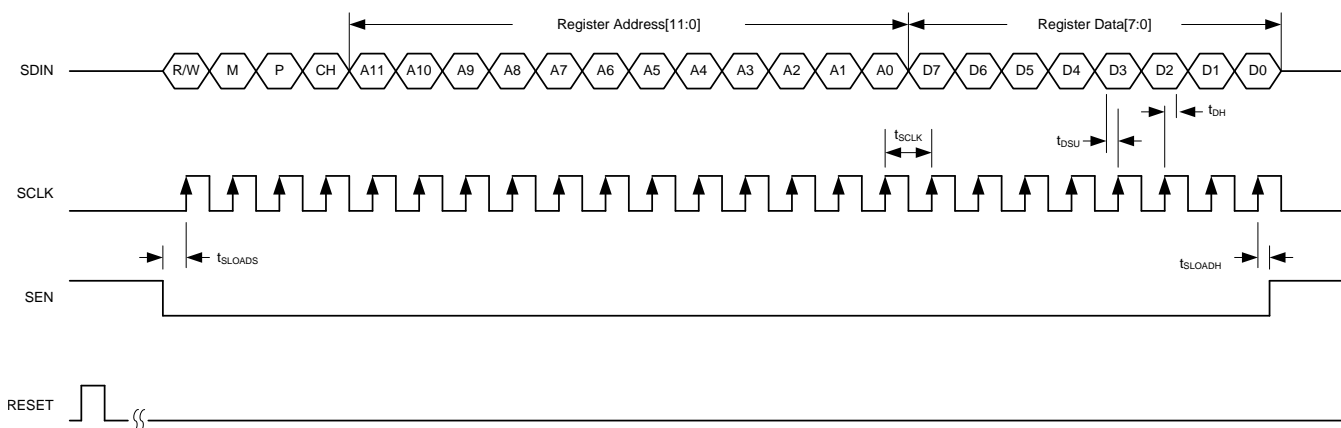 Register Address[11:0] Register Data[7:0]
SDIN R/W M P CH A11 A10 A9 A8 A7 A6 A5 A4 A3 A2 A1 A0 D7 D6 D5 D4 D3 D2 D1 D0
tDH
tSCLK
tDSU
SCLK
tSLOADS tSLOADH
SEN
RESET